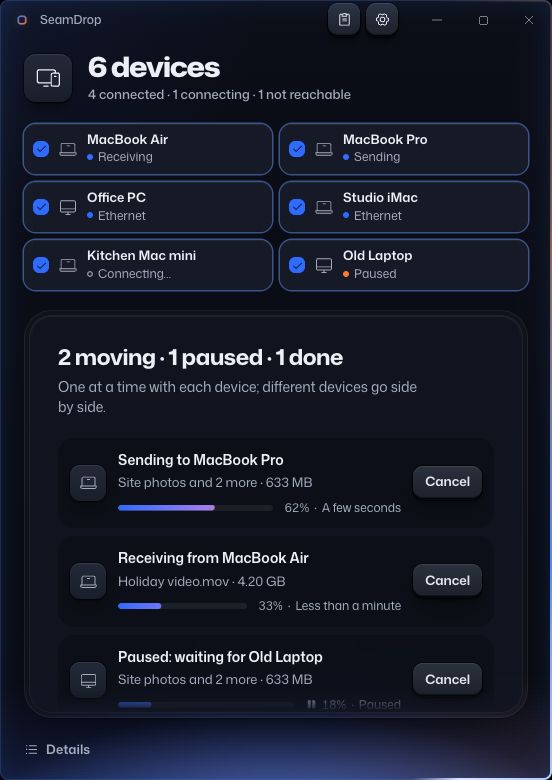 SeamDrop
6 devices
4 connected · 1 connecting · 1 not reachable
MacBook Air
Receiving
MacBook Pro
Sending
Office PC
Ethernet
Studio iMac
Ethernet
Kitchen Mac mini
Connecting...
Old Laptop
Paused
2 moving · 1 paused · 1 done
One at a time with each device; different devices go side
by side.
Sending to MacBook Pro
Site photos and 2 more · 633 MB
62% · A few seconds
Cancel
Receiving from MacBook Air
Holiday video.mov · 4.20 GB
33% · Less than a minute
Cancel
Paused: waiting for Old Laptop
Site photos and 2 more · 633 MB
18% · Paused
Cancel
Details